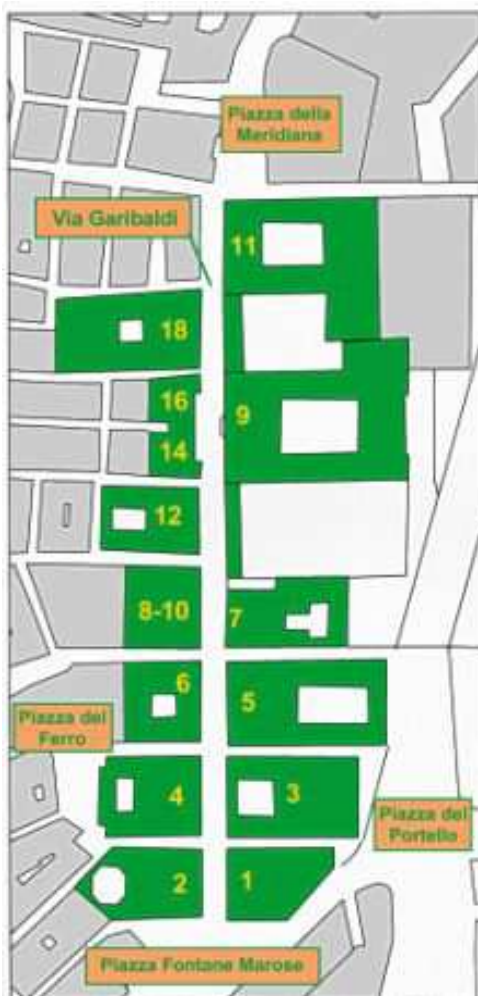 Piazza della
Meridiana
Via Garibaldi
11
18
16
9
14
12
8-10
7
6
5
Piazza del
Ferro
4
3
Piazza del
Portello
2
1
Piazza Fontane Marose